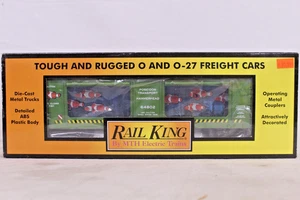 TOUGH AND RUGGED O AND O-27 FREIGHT CARS
Die-Cast
Metal Trucks
Detailed
ABS
Plastic Body
Operating
Metal
Couplers
Attractively
Decorated
RAIL KING
By MTH Electric Trains